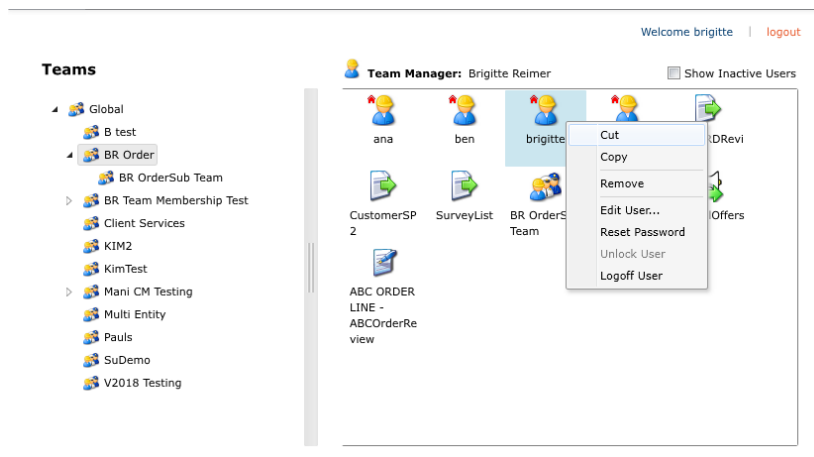 Welcome brigitte | logout
Teams
Team Manager: Brigitte Reimer
Show Inactive Users
Global
B test
BR Order
BR OrderSub Team
BR Team Membership Test
Client Services
KIM2
KimTest
Mani CM Testing
Multi Entity
Pauls
SuDemo
V2018 Testing
ana
ben
brigitte
CustomerSP
2
SurveyList
BR OrderS
Team
ABC ORDER
LINE -
ABCOrderRe
view
Cut
Copy
Remove
Edit User...
Reset Password
Unlock User
Logoff User